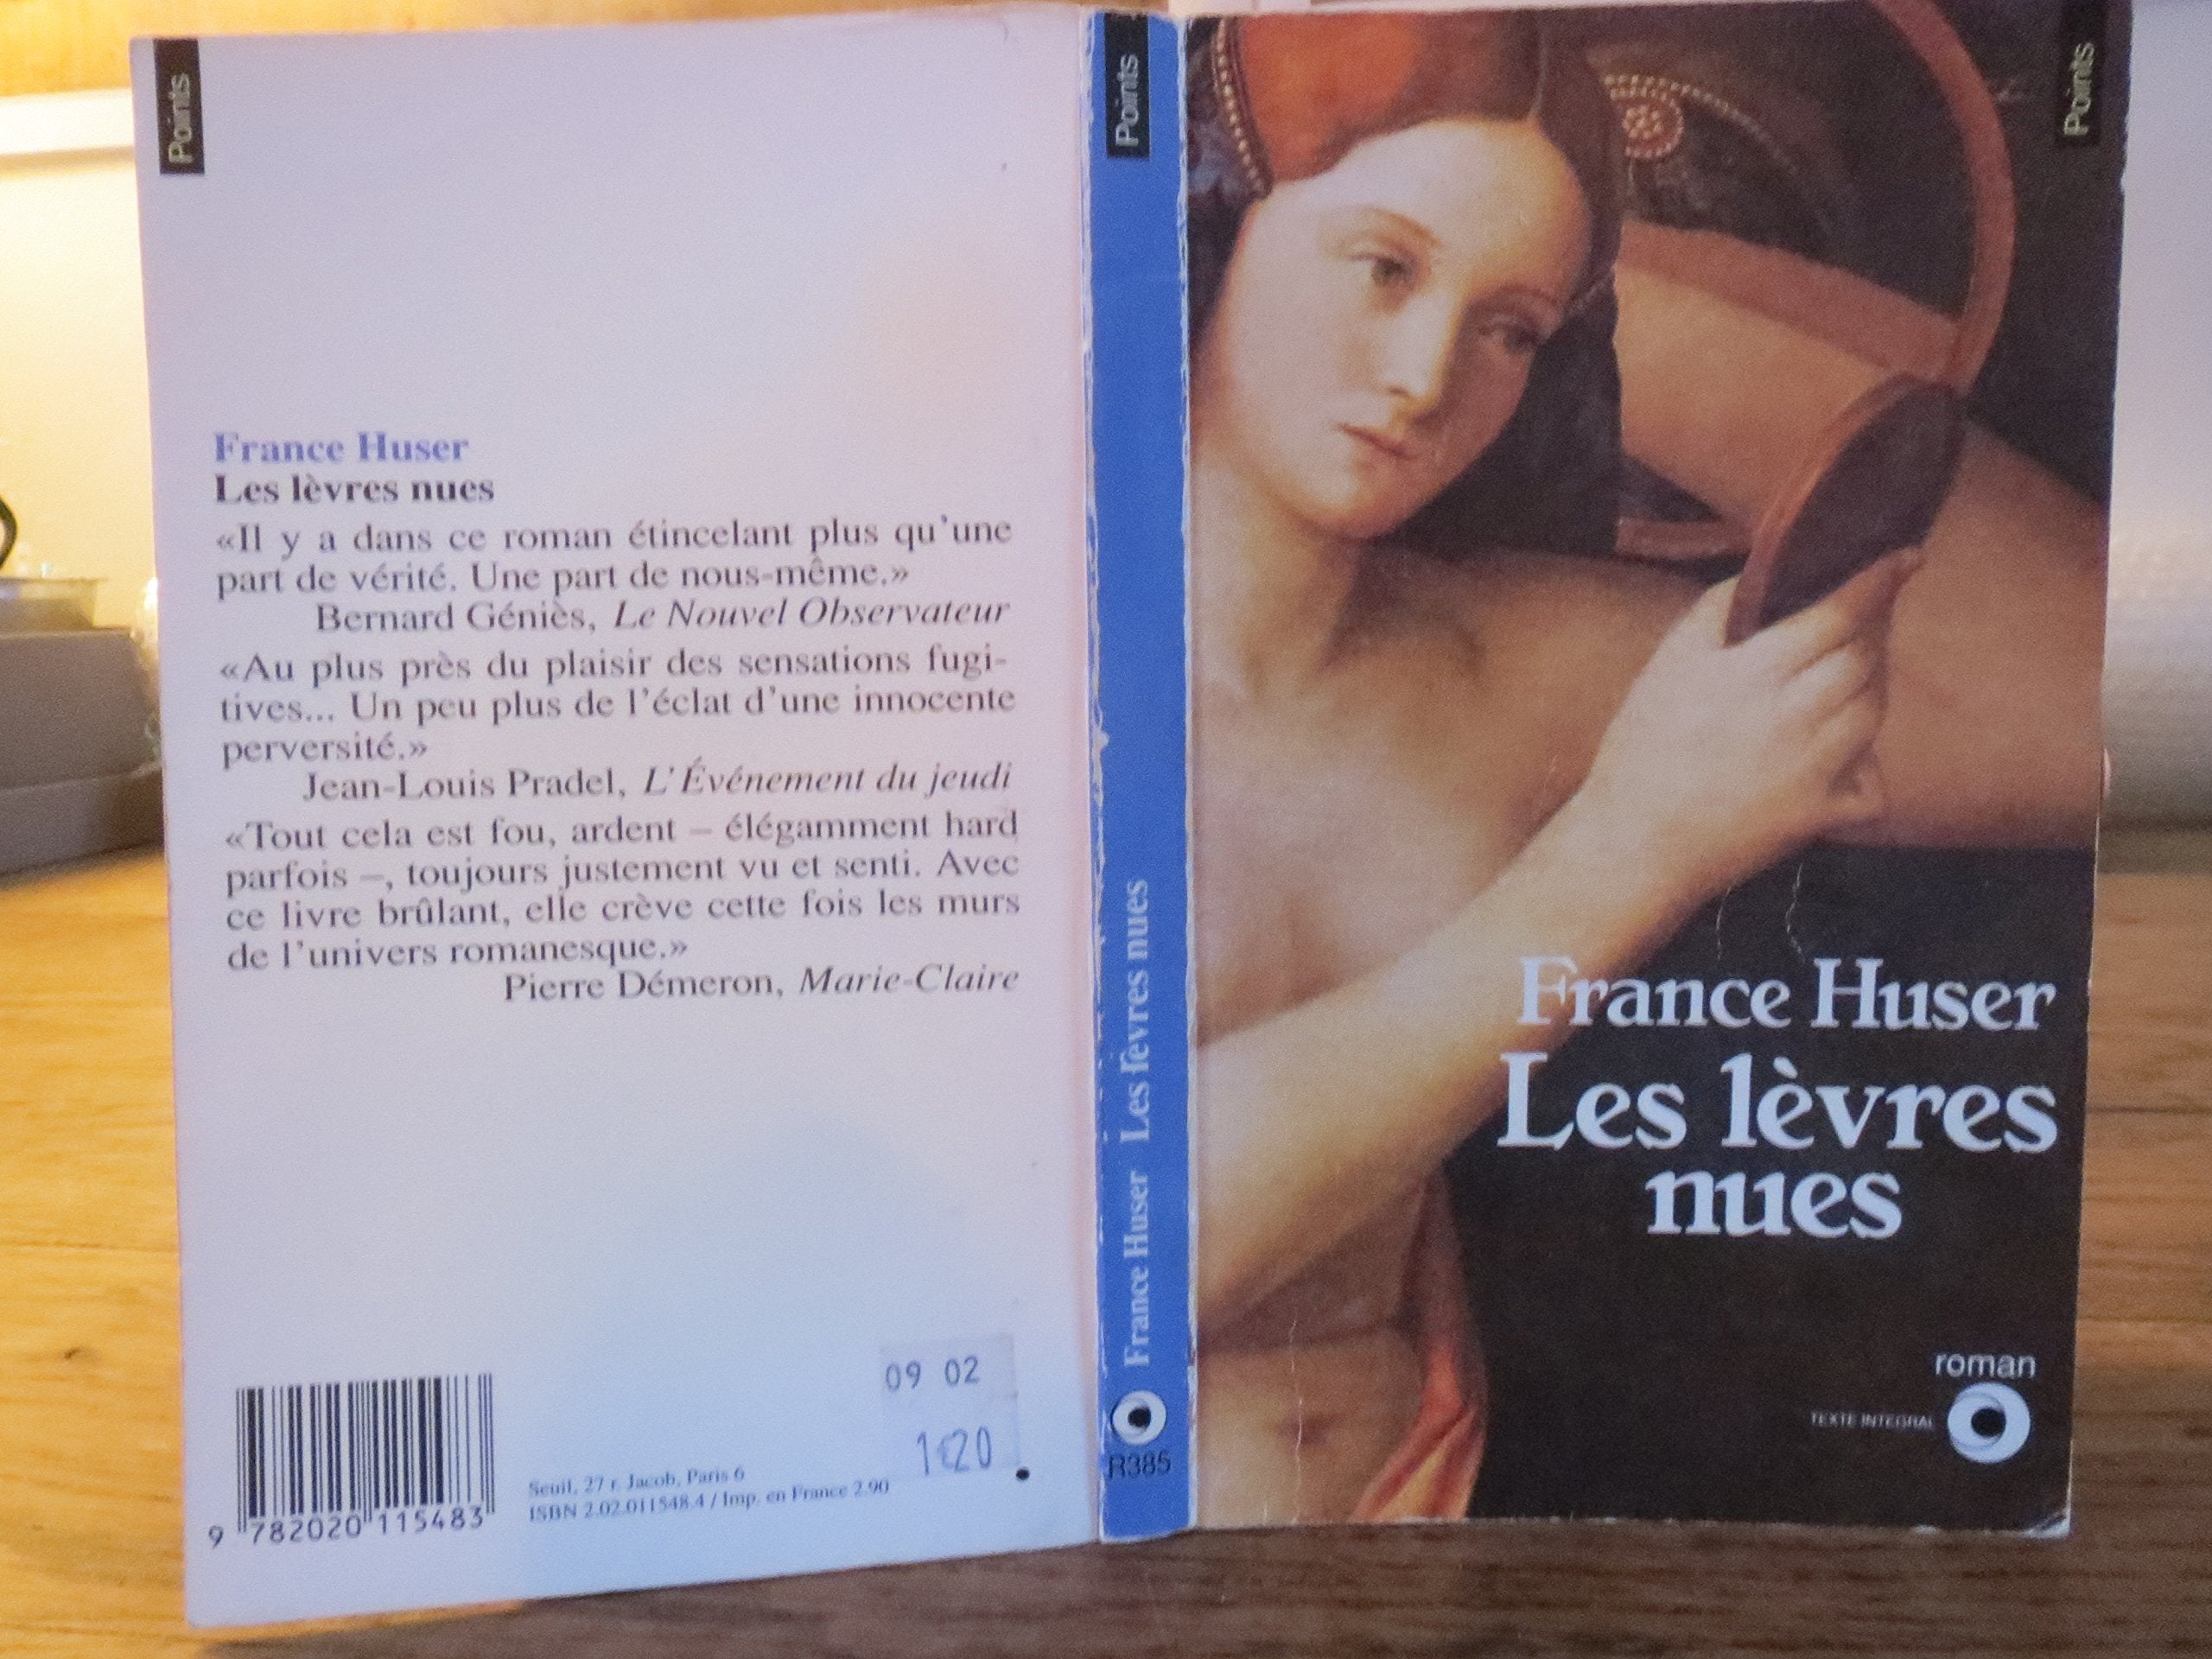 Points
France Huser
Les lèvres nues
«Il y a dans ce roman étincelant plus qu'une
part de vérité. Une part de nous-même.»
Bernard Géniès, Le Nouvel Observateur
«Au plus près du plaisir des sensations fugi-
tives... Un peu plus de l'éclat d'une innocente
perversité.»
Jean-Louis Pradel, L'Événement du jeudi
«Tout cela est fou, ardent – élégamment hard
parfois –, toujours justement vu et senti. Avec
ce livre brûlant, elle crève cette fois les murs
de l'univers romanesque.»
Pierre Démeron, Marie-Claire
09 02
1€20
9 782020 115483
Seuil, 27 r. Jacob, Paris 6
ISBN 2.02.011548.4 / Imp. en France 2.90
Points
France Huser Les lèvres nues
R385
Points
France Huser
Les lèvres
nues
roman
TEXTE INTÉGRAL